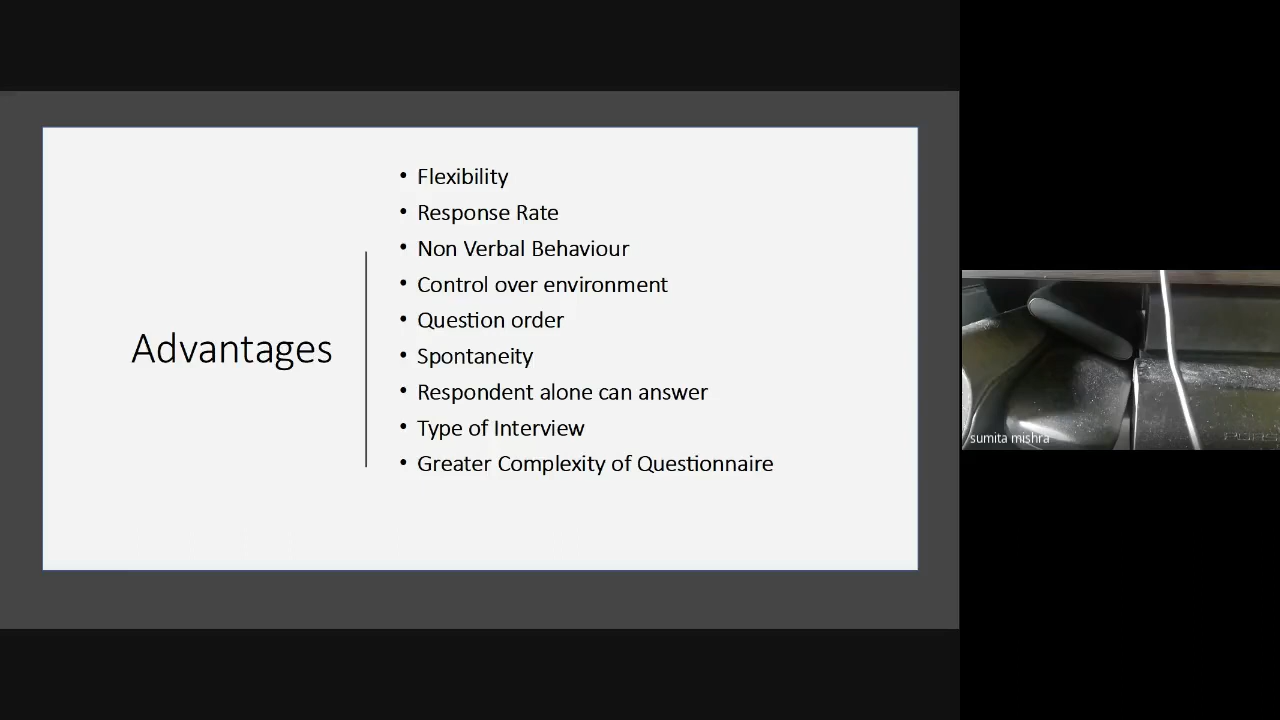 Advantages
• Flexibility
• Response Rate
• Non Verbal Behaviour
• Control over environment
• Question order
• Spontaneity
• Respondent alone can answer
• Type of Interview
• Greater Complexity of Questionnaire
sumita mishra